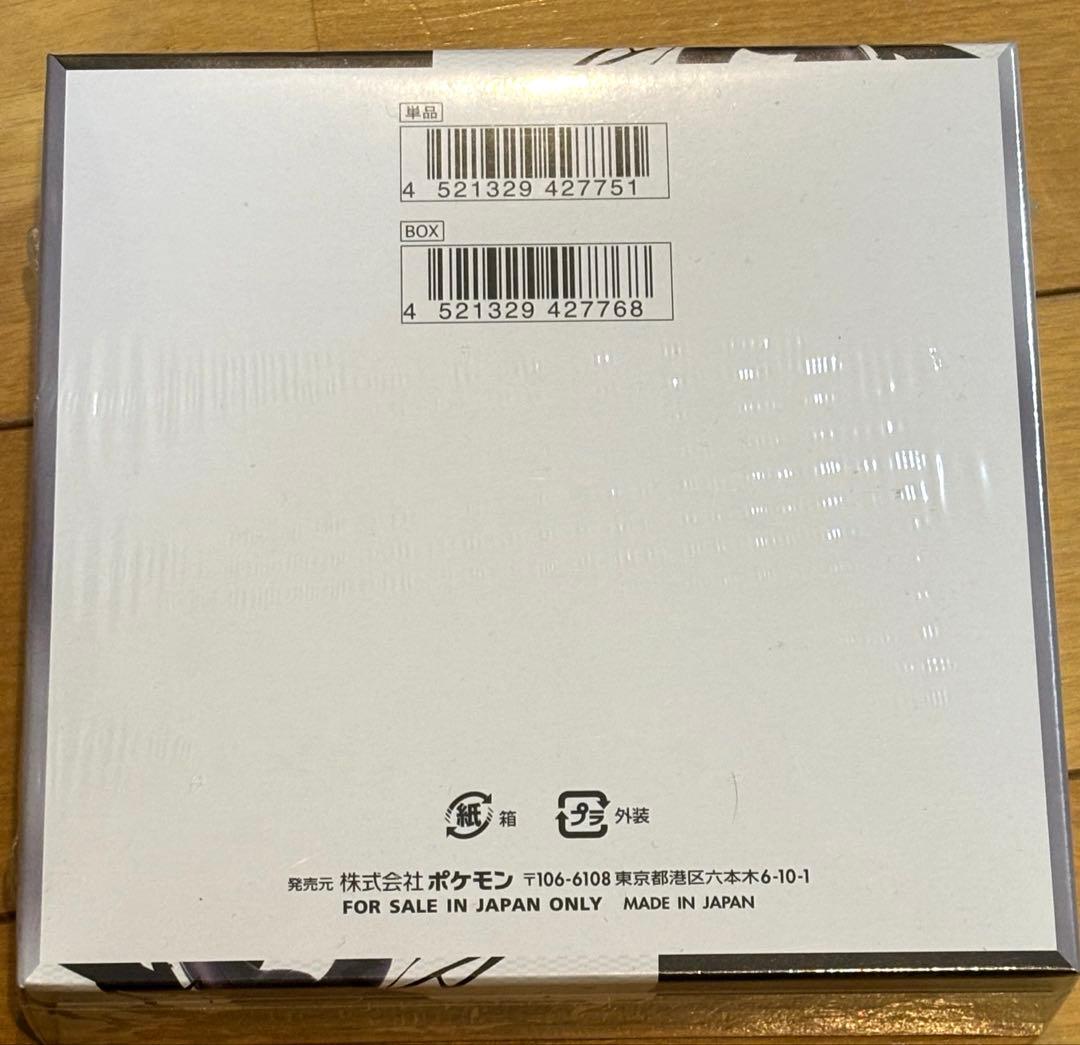 単品
4 521329 427751
BOX
4 521329 427768
紙 箱 プラ 外装
発売元 株式会社ポケモン 〒106-6108 東京都港区六本木6-10-1
FOR SALE IN JAPAN ONLY MADE IN JAPAN